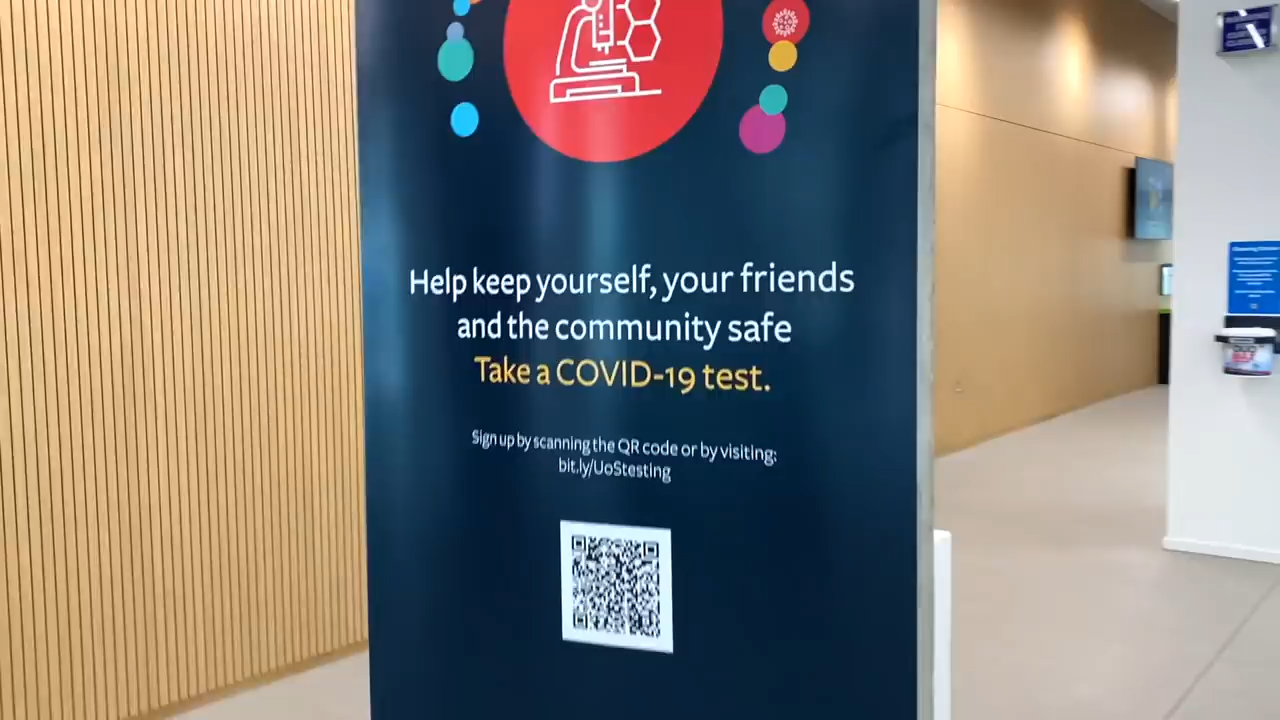 Help keep yourself, your friends
and the community safe
Take a COVID-19 test.
Sign up by scanning the QR code or by visiting:
bit.ly/UoStesting